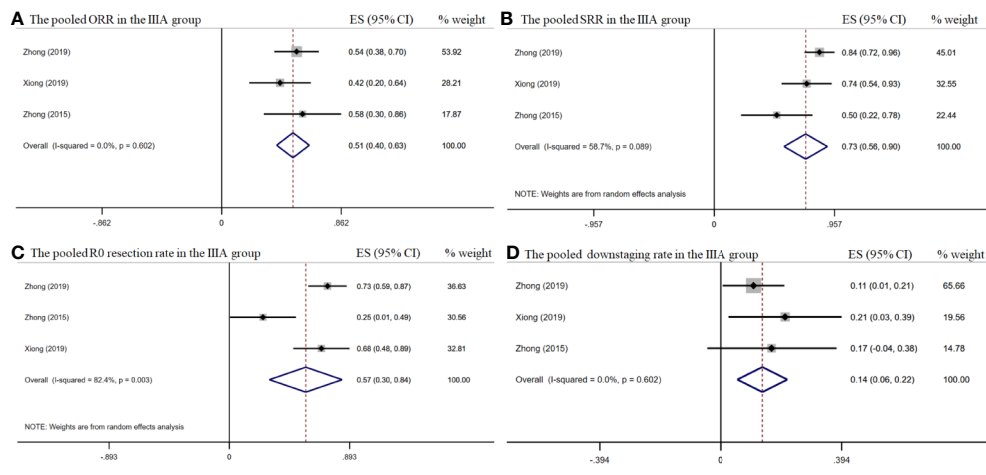 A The pooled ORR in the IIIA group ES (95% CI) % weight
Zhong (2019) 0.54 (0.38, 0.70) 53.92
Xiong (2019) 0.42 (0.20, 0.64) 28.21
Zhong (2015) 0.58 (0.30, 0.86) 17.87
Overall (I-squared = 0.0%, p = 0.602) 0.51 (0.40, 0.63) 100.00
-.862 0 .862
B The pooled SRR in the IIIA group ES (95% CI) % weight
Zhong (2019) 0.84 (0.72, 0.96) 45.01
Xiong (2019) 0.74 (0.54, 0.93) 32.55
Zhong (2015) 0.50 (0.22, 0.78) 22.44
Overall (I-squared = 58.7%, p = 0.089) 0.73 (0.56, 0.90) 100.00
NOTE: Weights are from random effects analysis
-.957 0 .957
C The pooled R0 resection rate in the IIIA group ES (95% CI) % weight
Zhong (2019) 0.73 (0.59, 0.87) 36.63
Zhong (2015) 0.25 (0.01, 0.49) 30.56
Xiong (2019) 0.68 (0.48, 0.89) 32.81
Overall (I-squared = 82.4%, p = 0.003) 0.57 (0.30, 0.84) 100.00
NOTE: Weights are from random effects analysis
-.893 0 .893
D The pooled downstaging rate in the IIIA group ES (95% CI) % weight
Zhong (2019) 0.11 (0.01, 0.21) 65.66
Xiong (2019) 0.21 (0.03, 0.39) 19.56
Zhong (2015) 0.17 (-0.04, 0.38) 14.78
Overall (I-squared = 0.0%, p = 0.602) 0.14 (0.06, 0.22) 100.00
-.394 0 .394